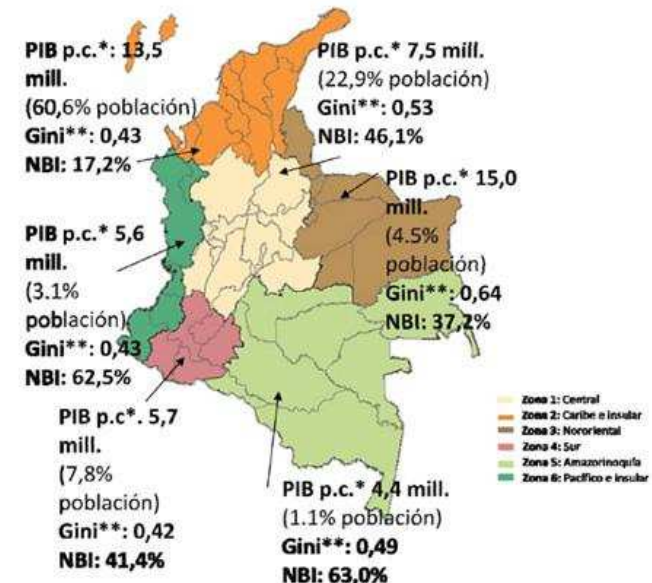 PIB p.c.*: 13,5
mill.
(60,6% población)
Gini**: 0,43
NBI: 17,2%
PIB p.c.* 7,5 mill.
(22,9% población)
Gini**: 0,53
NBI: 46,1%
PIB p.c.* 15,0
mill.
(4.5%
población)
Gini**: 0,64
NBI: 37,2%
PIB p.c.* 5,6
mill.
(3.1%
población)
Gini**: 0,43
NBI: 62,5%
PIB p.c*. 5,7
mill.
(7,8%
población)
Gini**: 0,42
NBI: 41,4%
PIB p.c.* 4,4 mill.
(1.1% población)
Gini**: 0,49
NBI: 63,0%
Zona 1: Central
Zona 2: Caribe e insular
Zona 3: Nororiental
Zona 4: Sur
Zona 5: Amazorinoquía
Zona 6: Pacífico e insular